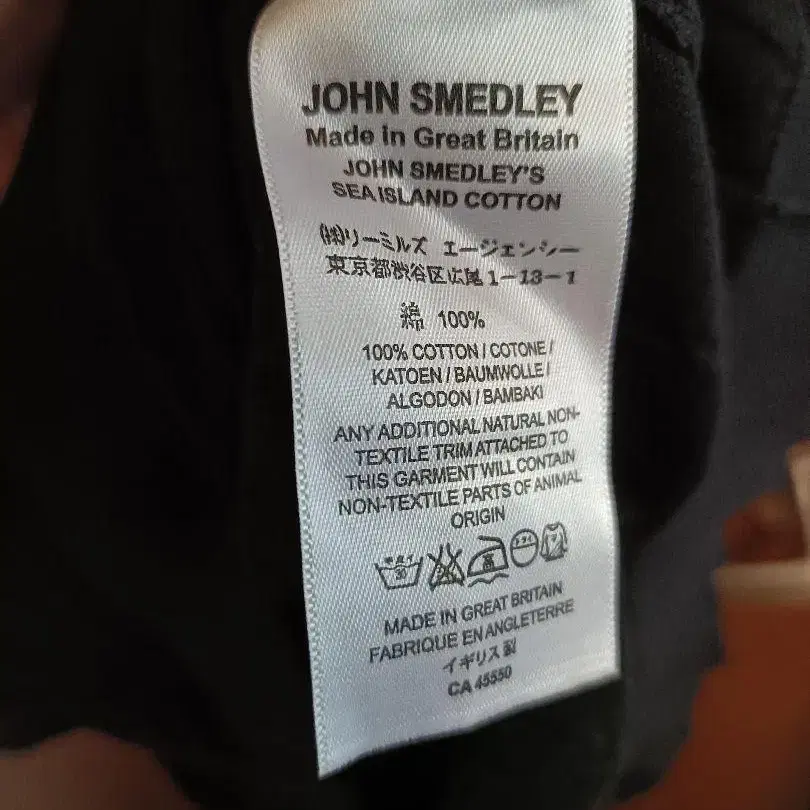 JOHN SMEDLEY
Made in Great Britain
JOHN SMEDLEY'S
SEA ISLAND COTTON
㈱リーミルズ エージェンシー
東京都渋谷区広尾1-13-1
綿 100%
100% COTTON / COTONE /
KATOEN / BAUMWOLLE /
ALGODON / BAMBAKI
ANY ADDITIONAL NATURAL NON-
TEXTILE TRIM ATTACHED TO
THIS GARMENT WILL CONTAIN
NON-TEXTILE PARTS OF ANIMAL
ORIGIN
30
MADE IN GREAT BRITAIN
FABRIQUE EN ANGLETERRE
イギリス製
CA 45550